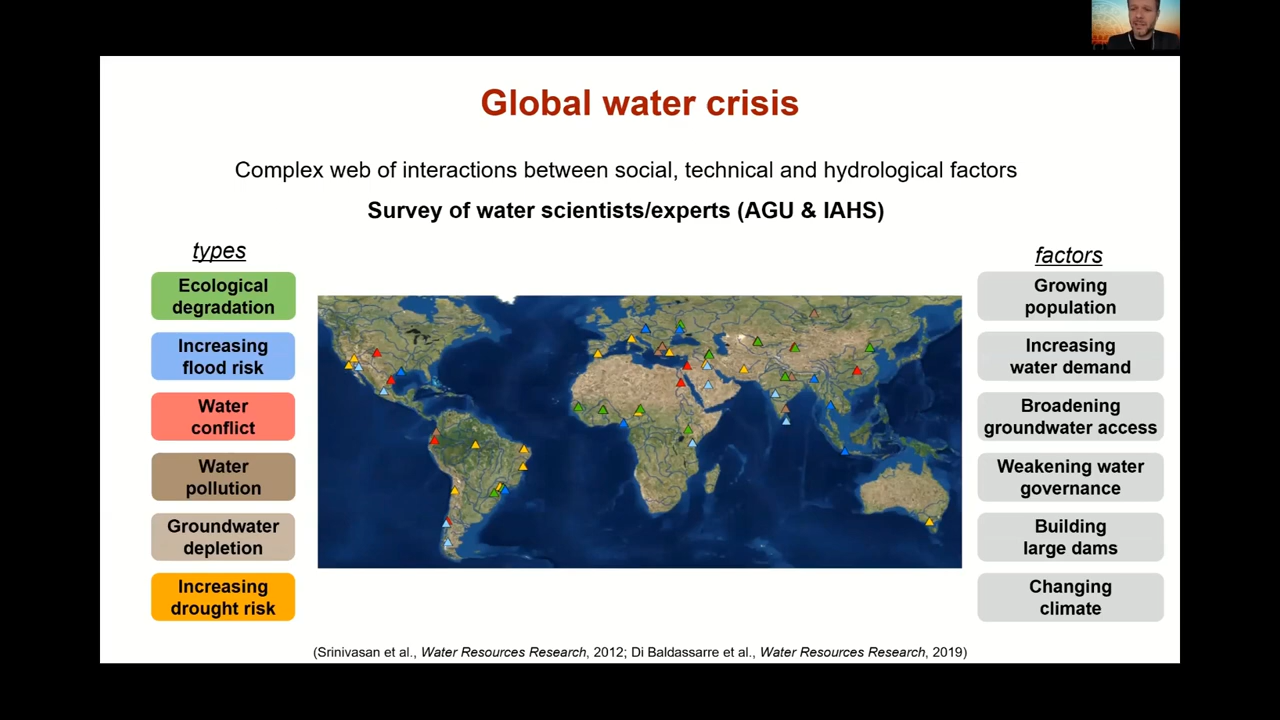 Global water crisis
Complex web of interactions between social, technical and hydrological factors
Survey of water scientists/experts (AGU & IAHS)
types
Ecological
degradation
Increasing
flood risk
Water
conflict
Water
pollution
Groundwater
depletion
Increasing
drought risk
factors
Growing
population
Increasing
water demand
Broadening
groundwater access
Weakening water
governance
Building
large dams
Changing
climate
(Srinivasan et al., Water Resources Research, 2012; Di Baldassarre et al., Water Resources Research, 2019)